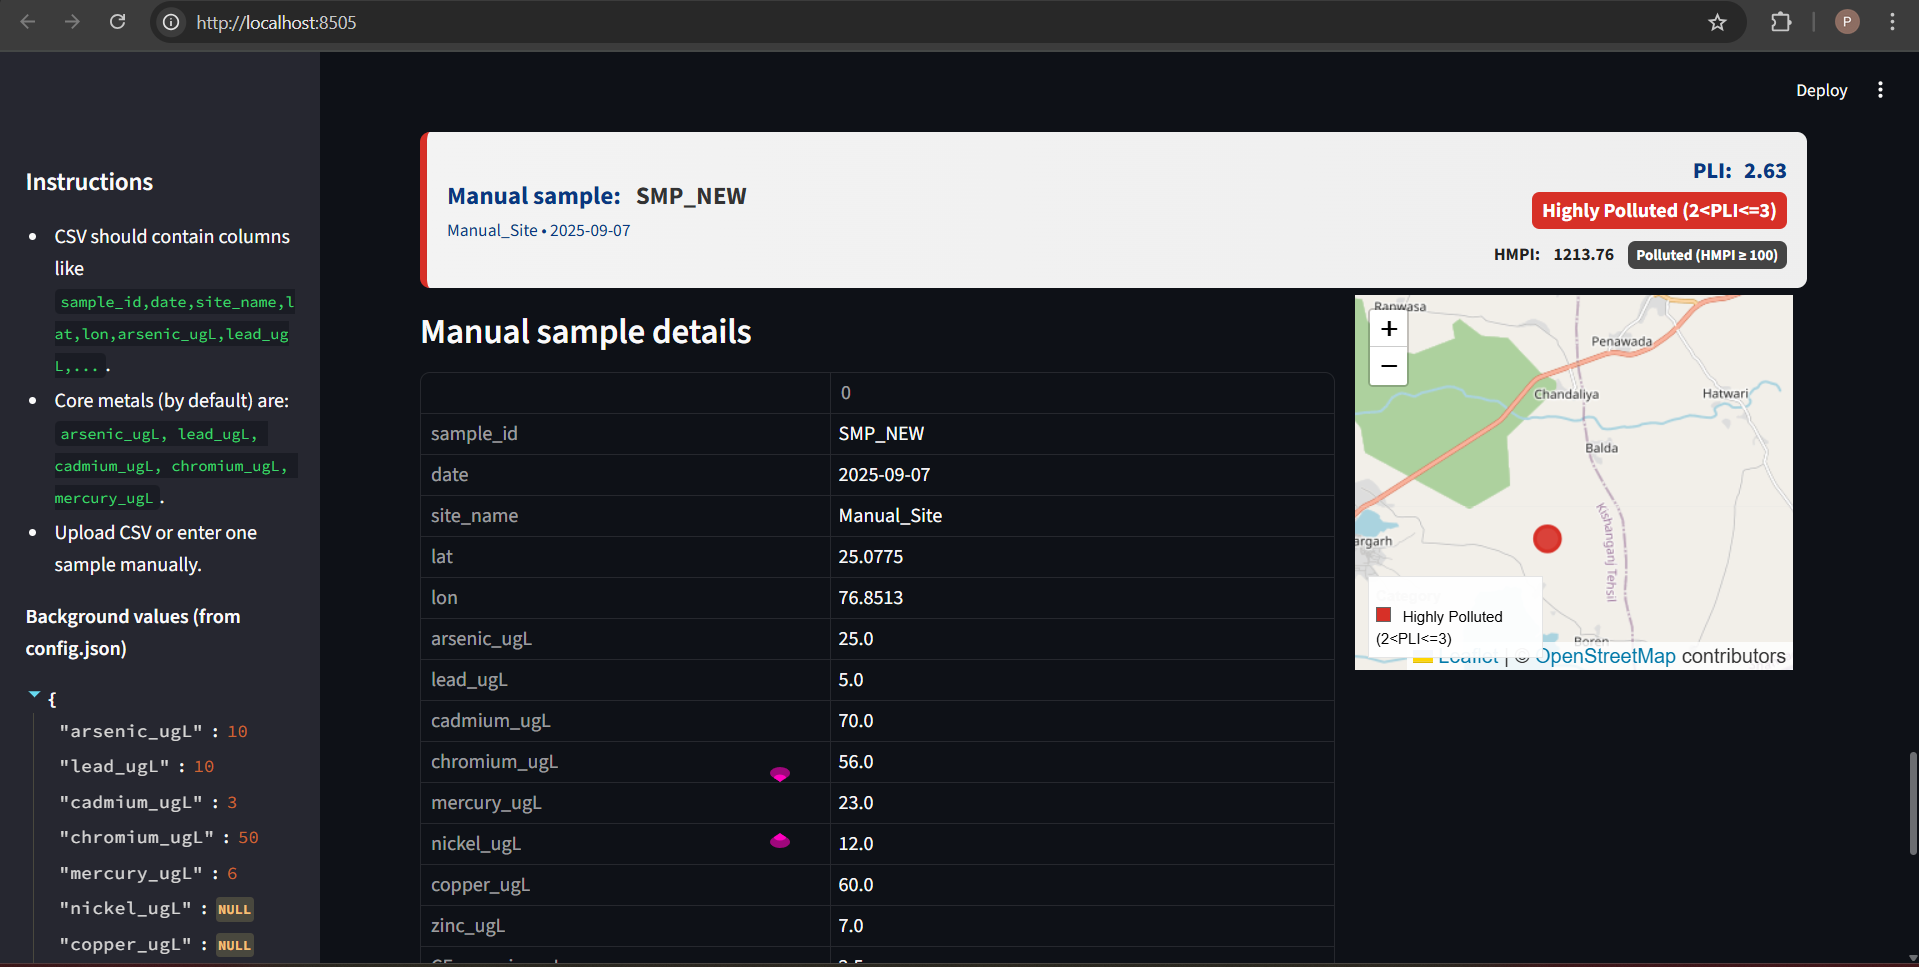 http://localhost:8505
P
Deploy
Instructions
CSV should contain columns
like
sample_id,date,site_name,l
at,lon,arsenic_ugL,lead_ug
L,... .
Core metals (by default) are:
arsenic_ugL, lead_ugL,
cadmium_ugL, chromium_ugL,
mercury_ugL .
Upload CSV or enter one
sample manually.
Background values (from
config.json)
{
"arsenic_ugL" : 10
"lead_ugL" : 10
"cadmium_ugL" : 3
"chromium_ugL" : 50
"mercury_ugL" : 6
"nickel_ugL" : NULL
"copper_ugL" : NULL
Manual sample: SMP_NEW
Manual_Site • 2025-09-07
PLI: 2.63
Highly Polluted (2<PLI<=3)
HMPI: 1213.76 Polluted (HMPI ≥ 100)
Manual sample details
0
sample_id SMP_NEW
date 2025-09-07
site_name Manual_Site
lat 25.0775
lon 76.8513
arsenic_ugL 25.0
lead_ugL 5.0
cadmium_ugL 70.0
chromium_ugL 56.0
mercury_ugL 23.0
nickel_ugL 12.0
copper_ugL 60.0
zinc_ugL 7.0
Ranwasa
+
−
Penawada
Chandaliya
Hatwari
Balda
Kishanganj Tehsil
argarh
Category
Highly Polluted
(2<PLI<=3)
Boren
Leaflet | © OpenStreetMap contributors